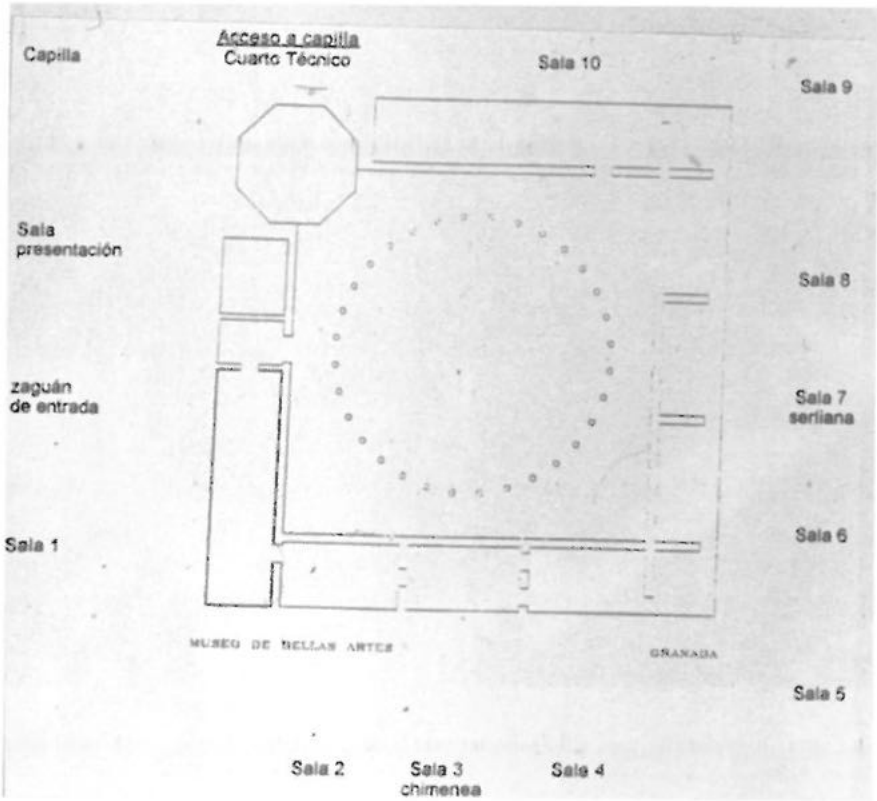 Capilla
Acceso a capilla
Cuarto Técnico
Sala 10
Sala 9
Sala
presentación
Sala 8
zaguán
de entrada
Sala 7
serliana
Sala 1
Sala 6
MUSEO DE BELLAS ARTES
GRANADA
Sala 5
Sala 2
Sala 3
chimenea
Sala 4